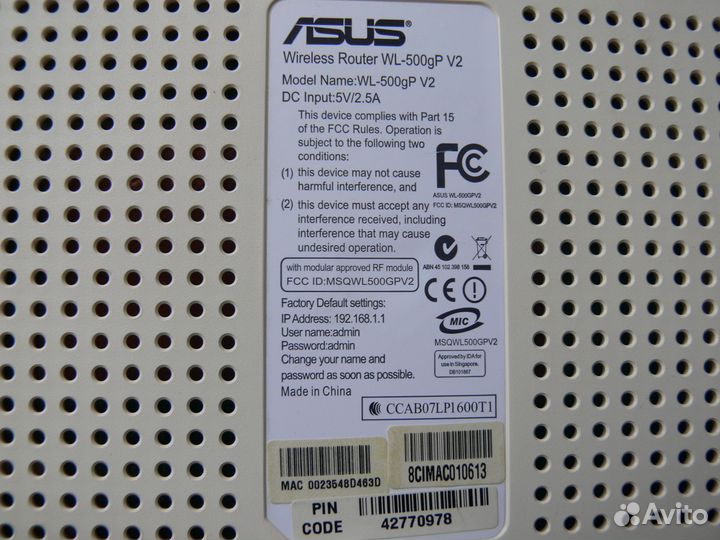 ASUS®
Wireless Router WL-500gP V2
Model Name:WL-500gP V2
DC Input:5V/2.5A
This device complies with Part 15
of the FCC Rules. Operation is
subject to the following two
conditions:
(1) this device may not cause
harmful interference, and
(2) this device must accept any
interference received, including
interference that may cause
undesired operation.
FC
ASUS WL-500GPV2
FCC ID: MSQWL500GPV2
N
ABN 45 102 398 156
with modular approved RF module
FCC ID:MSQWL500GPV2
CE
Factory Default settings:
IP Address: 192.168.1.1
User name:admin
Password:admin
Change your name and
password as soon as possible.
Made in China
MIC
MSQWL500GPV2
Approved by IDA for
use in Singapore.
DB101867
CCAB07LP1600T1
MAC 0023548D463D
8CIMAC010613
PIN
CODE
42770978
Avito